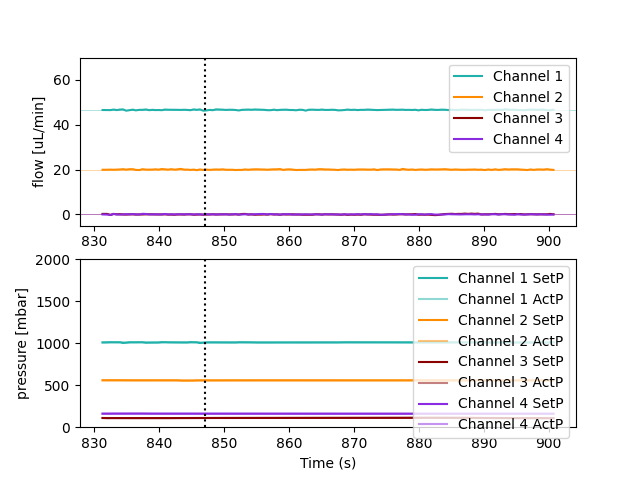 flow [uL/min]
60
40
20
0
Channel 1
Channel 2
Channel 3
Channel 4
830 840 850 860 870 880 890 900
pressure [mbar]
2000
1500
1000
500
0
Channel 1 SetP
Channel 1 ActP
Channel 2 SetP
Channel 2 ActP
Channel 3 SetP
Channel 3 ActP
Channel 4 SetP
Channel 4 ActP
830 840 850 860 870 880 890 900
Time (s)